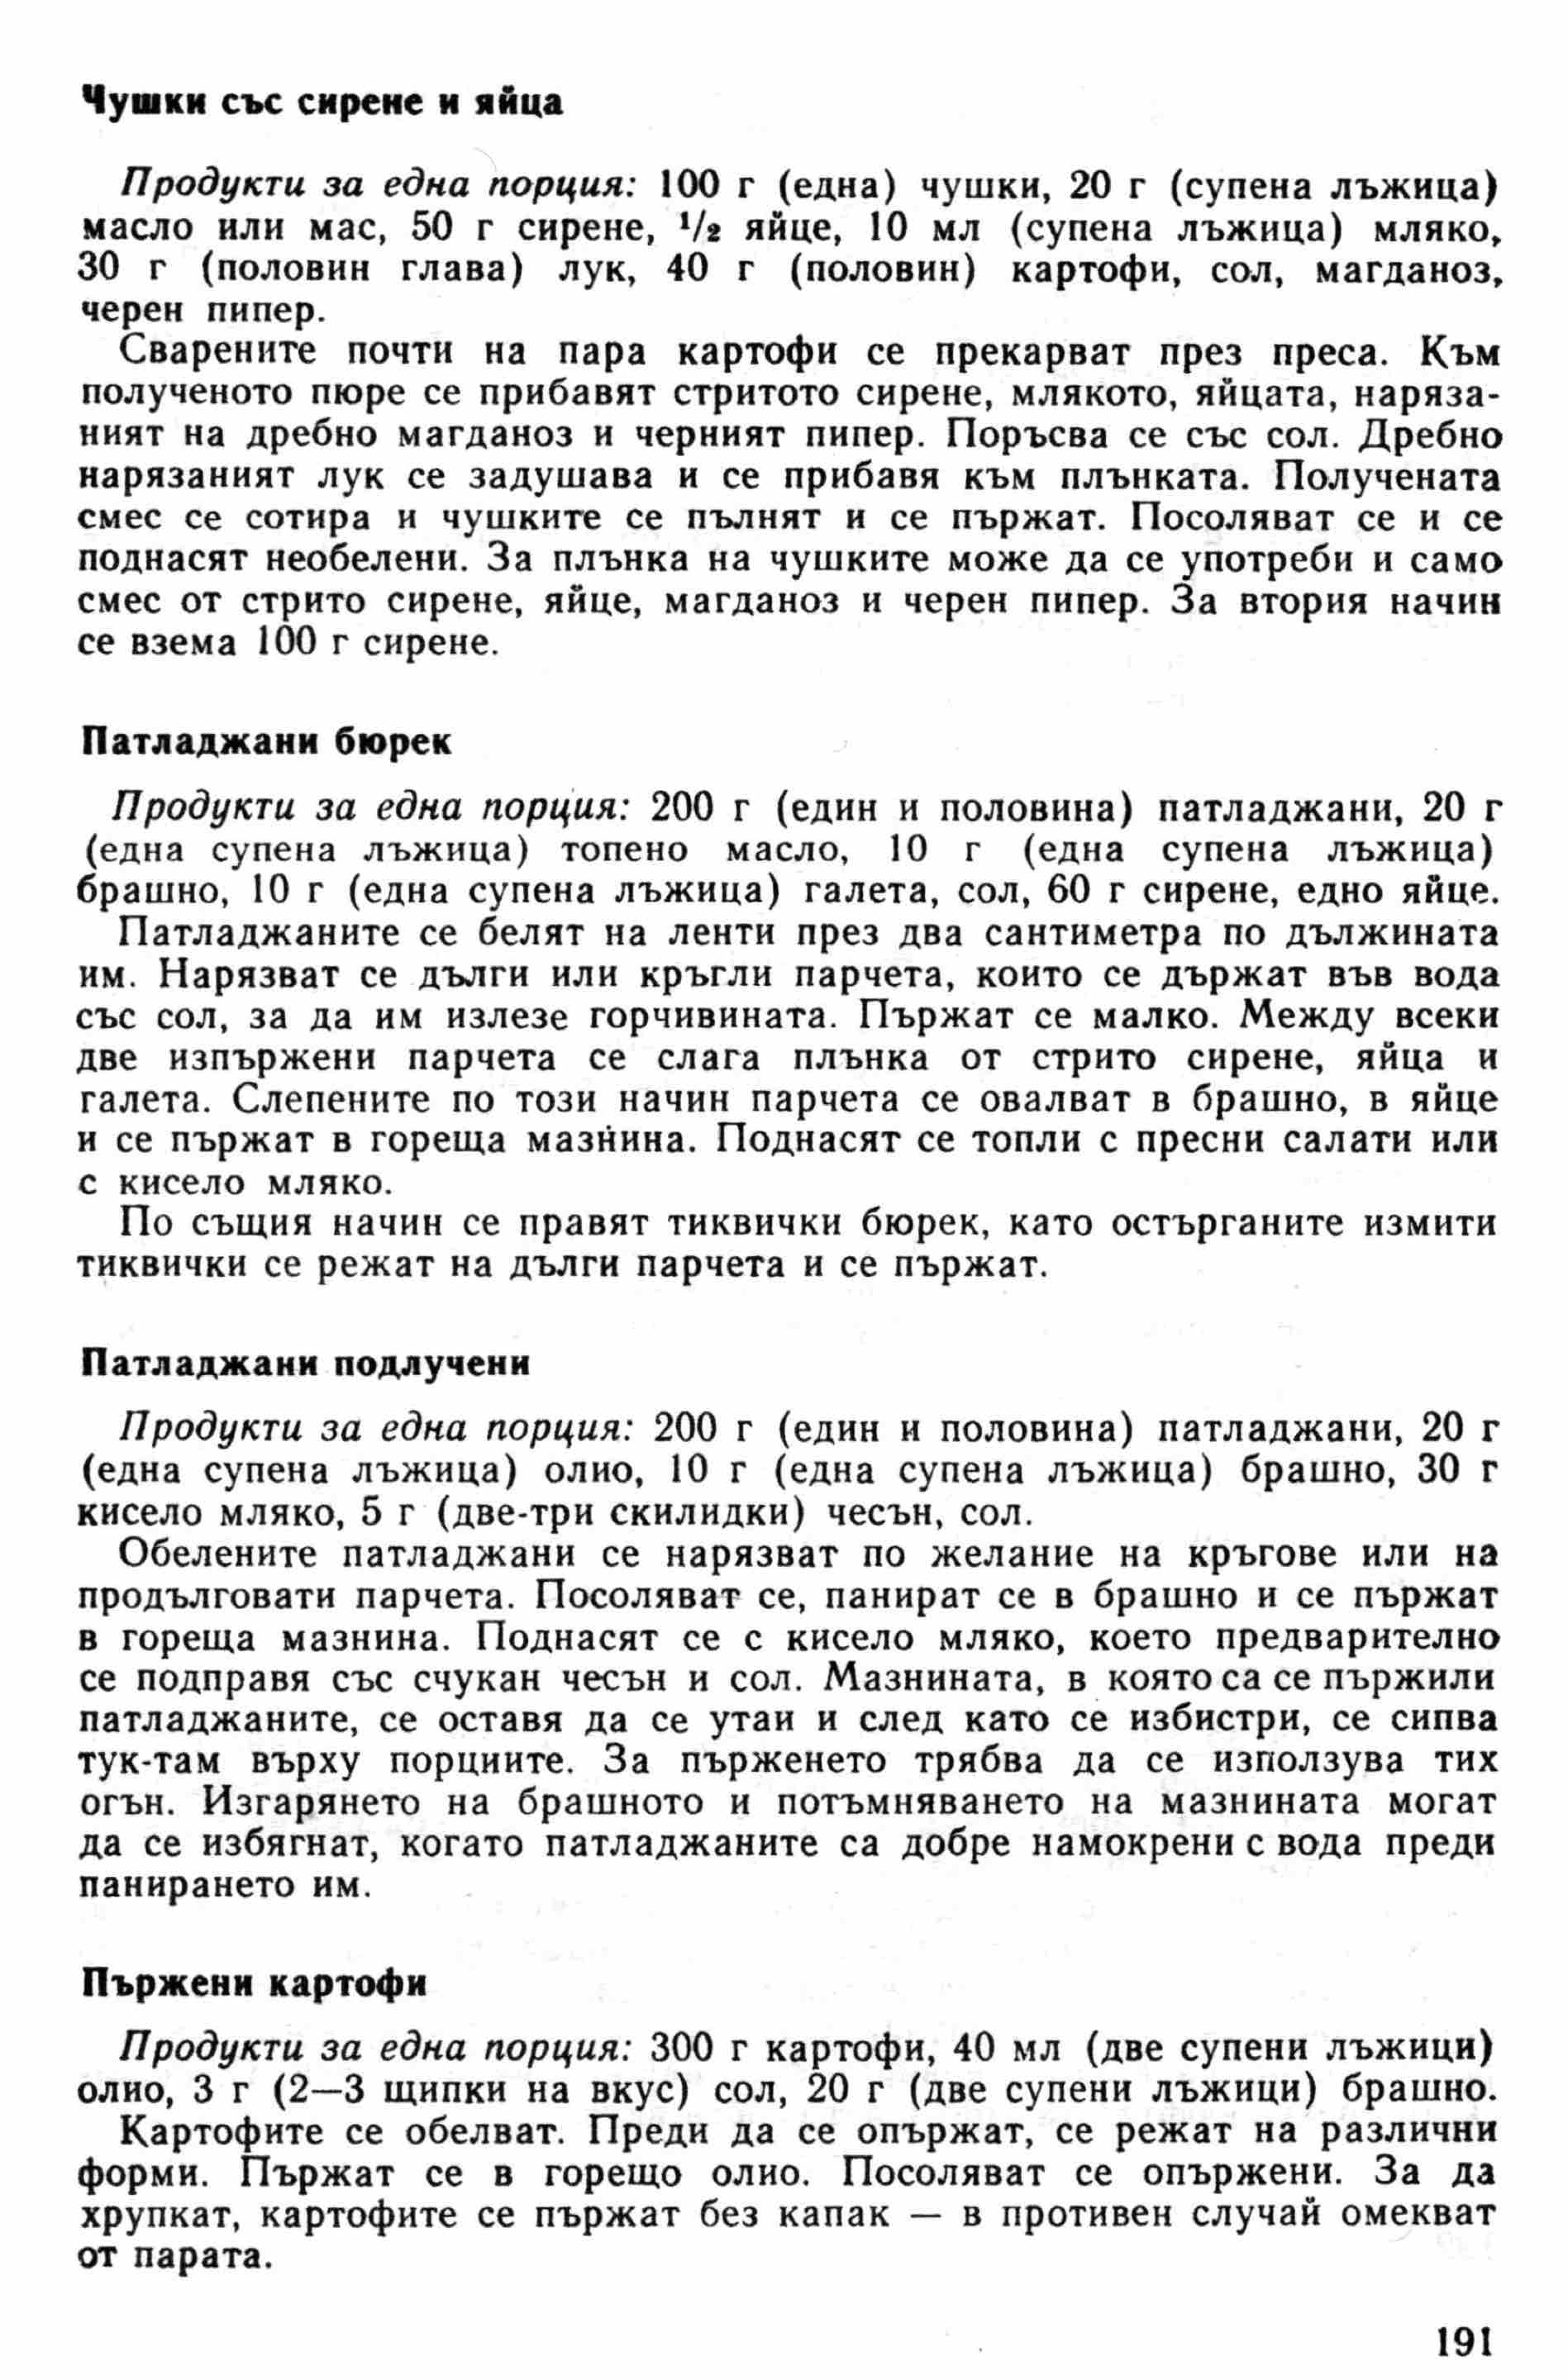 Чушки със сирене и яйца
Продукти за една порция: 100 г (една) чушки, 20 г (супена лъжица)
масло или мас, 50 г сирене, 1/2 яйце, 10 мл (супена лъжица) мляко,
30 г (половин глава) лук, 40 г (половин) картофи, сол, магданоз,
черен пипер.
Сварените почти на пара картофи се прекарват през преса. Към
полученото пюре се прибавят стритото сирене, млякото, яйцата, наряза-
ният на дребно магданоз и черният пипер. Поръсва се със сол. Дребно
нарязаният лук се задушава и се прибавя към плънката. Получената
смес се сотира и чушките се пълнят и се пържат. Посоляват се и се
поднасят необелени. За плънка на чушките може да се употреби и само
смес от стрито сирене, яйце, магданоз и черен пипер. За втория начин
се взема 100 г сирене.
Патладжани бюрек
Продукти за една порция: 200 г (един и половина) патладжани, 20 г
(една супена лъжица) топено масло, 10 г (една супена лъжица)
брашно, 10 г (една супена лъжица) галета, сол, 60 г сирене, едно яйце.
Патладжаните се белят на ленти през два сантиметра по дължината
им. Нарязват се дълги или кръгли парчета, които се държат във вода
със сол, за да им излезе горчивината. Пържат се малко. Между всеки
две изпържени парчета се слага плънка от стрито сирене, яйца и
галета. Слепените по този начин парчета се овалват в брашно, в яйце
и се пържат в гореща мазнина. Поднасят се топли с пресни салати или
с кисело мляко.
По същия начин се правят тиквички бюрек, като остърганите измити
тиквички се режат на дълги парчета и се пържат.
Патладжани подлучени
Продукти за една порция: 200 г (един и половина) патладжани, 20 г
(една супена лъжица) олио, 10 г (една супена лъжица) брашно, 30 г
кисело мляко, 5 г (две-три скилидки) чесън, сол.
Обелените патладжани се нарязват по желание на кръгове или на
продълговати парчета. Посоляват се, панират се в брашно и се пържат
в гореща мазнина. Поднасят се с кисело мляко, което предварително
се подправя със счукан чесън и сол. Мазнината, в която са се пържили
патладжаните, се оставя да се утаи и след като се избистри, се сипва
тук-там върху порциите. За пърженето трябва да се използува тих
огън. Изгарянето на брашното и потъмняването на мазнината могат
да се избягнат, когато патладжаните са добре намокрени с вода преди
панирането им.
Пържени картофи
Продукти за една порция: 300 г картофи, 40 мл (две супени лъжици)
олио, 3 г (2—3 щипки на вкус) сол, 20 г (две супени лъжици) брашно.
Картофите се обелват. Преди да се опържат, се режат на различни
форми. Пържат се в горещо олио. Посоляват се опържени. За да
хрупкат, картофите се пържат без капак — в противен случай омекват
от парата.
191